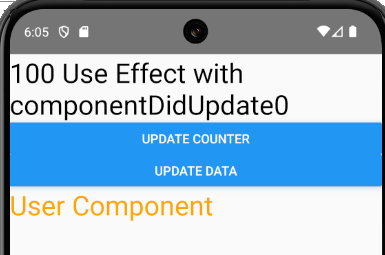 6:05
100 Use Effect with
componentDidUpdate0
UPDATE COUNTER
UPDATE DATA
User Component